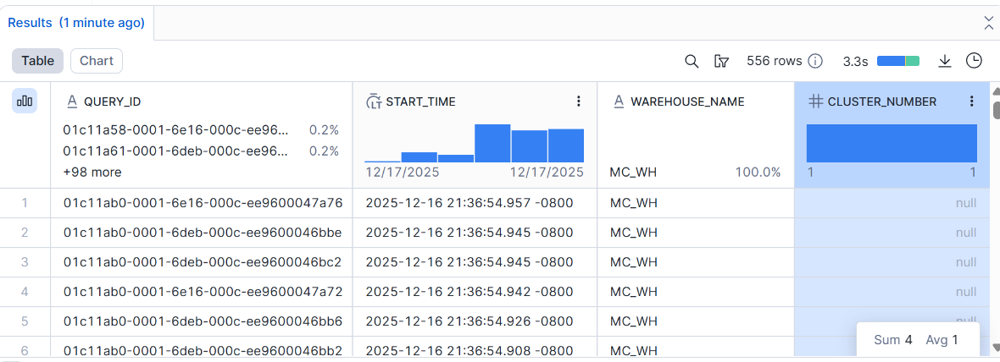 Results (1 minute ago)
Table Chart 556 rows 3.3s
A QUERY_ID LT START_TIME A WAREHOUSE_NAME # CLUSTER_NUMBER
01c11a58-0001-6e16-000c-ee96... 0.2%
01c11a61-0001-6deb-000c-ee96... 0.2%
+98 more 12/17/2025 12/17/2025 MC_WH 100.0% 1 1
1 01c11ab0-0001-6e16-000c-ee9600047a76 2025-12-16 21:36:54.957 -0800 MC_WH null
2 01c11ab0-0001-6deb-000c-ee9600046bbe 2025-12-16 21:36:54.945 -0800 MC_WH null
3 01c11ab0-0001-6deb-000c-ee9600046bc2 2025-12-16 21:36:54.945 -0800 MC_WH null
4 01c11ab0-0001-6e16-000c-ee9600047a72 2025-12-16 21:36:54.942 -0800 MC_WH null
5 01c11ab0-0001-6deb-000c-ee9600046bb6 2025-12-16 21:36:54.926 -0800 MC_WH null
6 01c11ab0-0001-6deb-000c-ee9600046bb2 2025-12-16 21:36:54.908 -0800 MC_WH
Sum 4 Avg 1